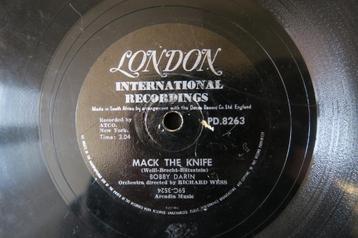 LONDON
INTERNATIONAL
RECORDINGS
Made in South Africa by arrangement with the Decca Record Co Ltd. England
Recorded by
ATCO.
New York.
Time: 3.04
PD.8263
MACK THE KNIFE
(Weill-Brecht-Blitzstein)
BOBBY DARIN
Orchestra directed by RICHARD WESS
Arcadia Music